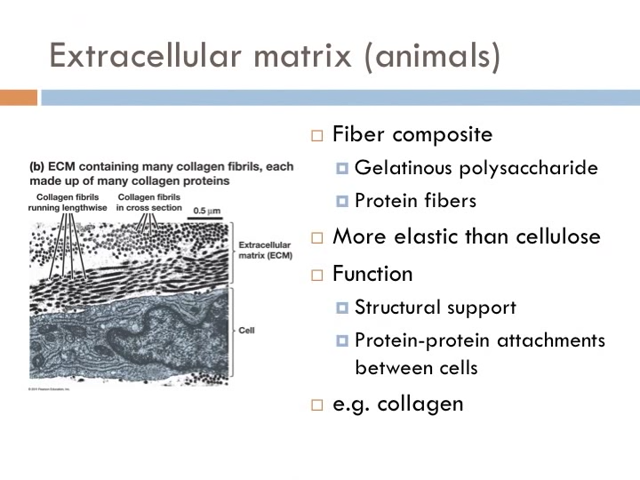 Extracellular matrix (animals)
(b) ECM containing many collagen fibrils, each
made up of many collagen proteins
Collagen fibrils
running lengthwise
Collagen fibrils
in cross section
0.5 μm
Extracellular
matrix (ECM)
Cell
Fiber composite
Gelatinous polysaccharide
Protein fibers
More elastic than cellulose
Function
Structural support
Protein-protein attachments
between cells
e.g. collagen